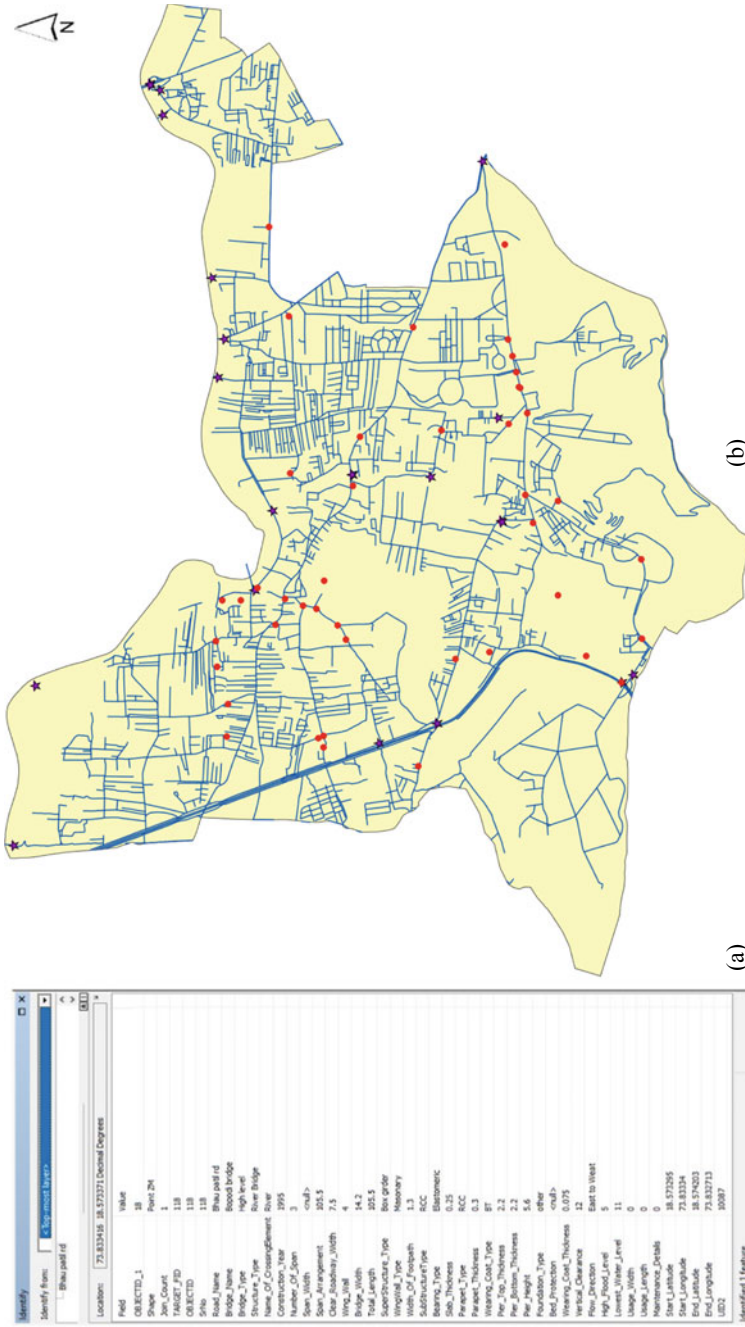 Identify
Identify from: <Top-most layer>
Bhau patil rd
Location: 73.833416 18.573371 Decimal Degrees
Field Value
OBJECTID_1 18
Shape Point ZM
Join_Count 1
TARGET_FID 118
OBJECTID 118
SrNo 118
Road_Name Bhau patil rd
Bridge_Name Bopodi bridge
Bridge_Type High level
Structure_Type River Bridge
Name_Of_CrossingElement River
Construction_Year 1995
Number_Of_Span 3
Span_Width <null>
Span_Arrangement 105.5
Clear_Roadway_Width 7.5
Wing_Wall 4
Bridge_Width 14.2
Total_Length 105.5
SuperStructure_Type Box girder
WingWall_Type Masonary
Width_Of_Footpath 1.3
SubStructureType RCC
Bearing_Type Elastomeric
Slab_Thickness 0.25
Parapet_Type RCC
Parapet_Thickness 0.3
Wearing_Coat_Type BT
Pier_Top_Thickness 2.2
Pier_Bottom_Thickness 2.2
Pier_Height 5.6
Foundation_Type other
Bed_Protection <null>
Wearing_Coat_Thickness 0.075
Vertical_Clearance 12
Flow_Direction East to Weat
High_Flood_Level 5
Lowest_Water_Level 11
Usage_Width 0
Usage_Length 0
Maintenance_Details 0
Start_Latitude 18.573295
Start_Longitude 73.83334
End_Latitude 18.574203
End_Longitude 73.832713
UID2 10087
Identified 1 feature
(a)
N
(b)